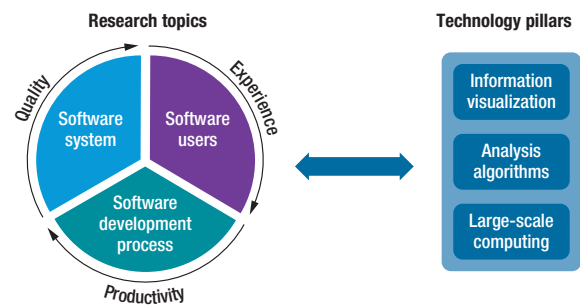 Research topics
Technology pillars
Quality
Experience
Software
system
Software
users
Software
development
process
Productivity
Information
visualization
Analysis
algorithms
Large-scale
computing